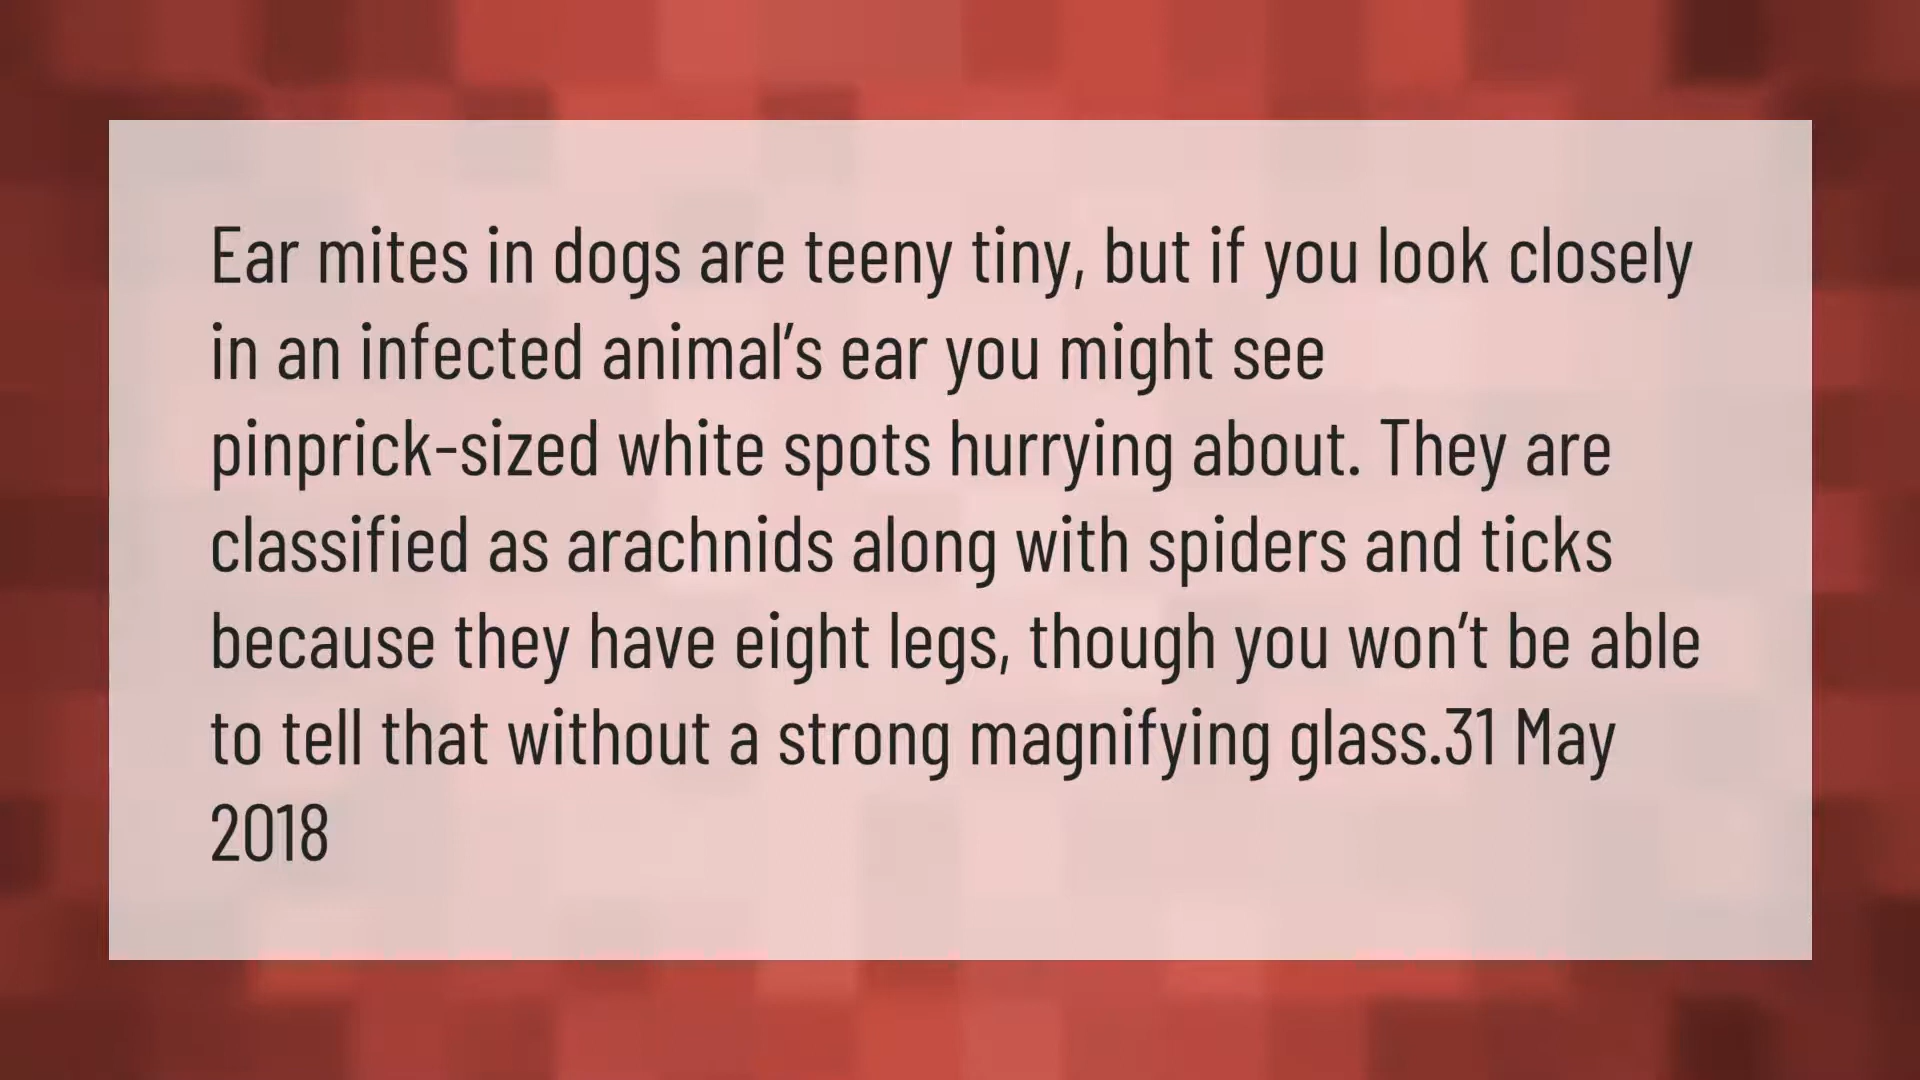 Ear mites in dogs are teeny tiny, but if you look closely
in an infected animal’s ear you might see
pinprick-sized white spots hurrying about. They are
classified as arachnids along with spiders and ticks
because they have eight legs, though you won’t be able
to tell that without a strong magnifying glass.31 May
2018